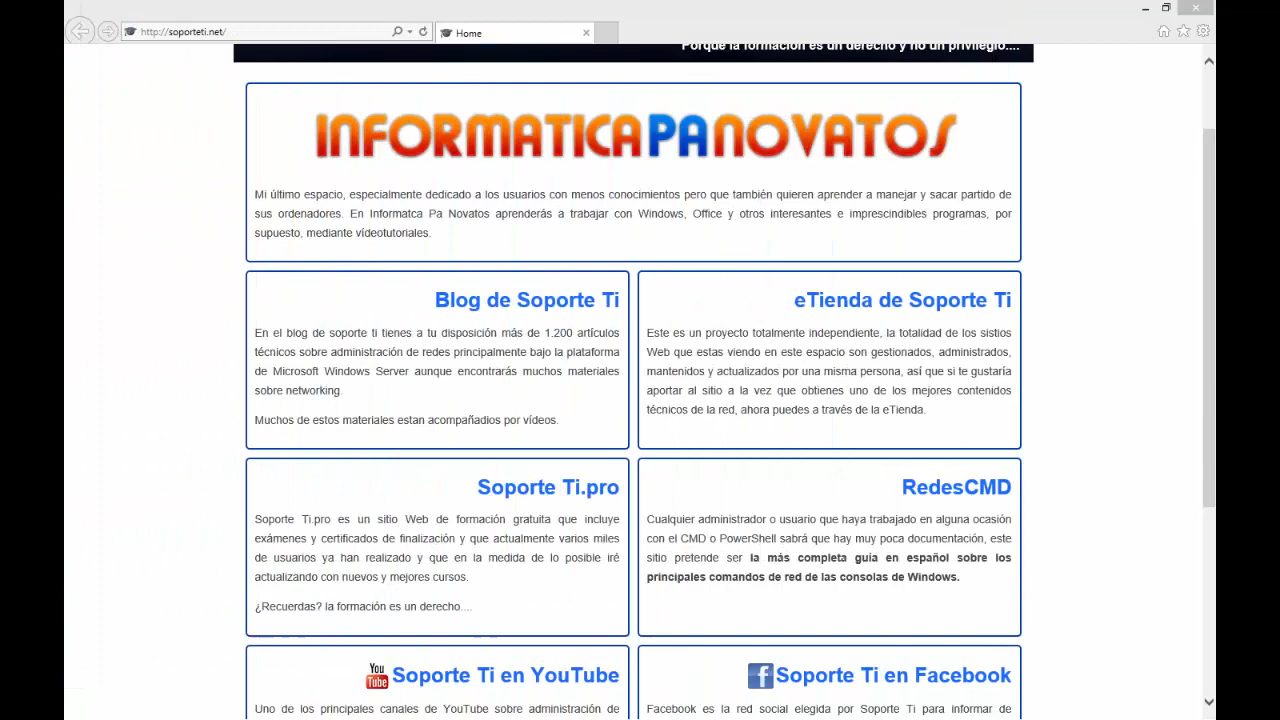 http://soporteti.net/
Home
Porque la formación es un derecho y no un privilegio....
INFORMATICAPANOVATOS
Mi último espacio, especialmente dedicado a los usuarios con menos conocimientos pero que también quieren aprender a manejar y sacar partido de
sus ordenadores. En Informatca Pa Novatos aprenderás a trabajar con Windows, Office y otros interesantes e imprescindibles programas, por
supuesto, mediante vídeotutoriales.
Blog de Soporte Ti
En el blog de soporte ti tienes a tu disposición más de 1.200 artículos
técnicos sobre administración de redes principalmente bajo la plataforma
de Microsoft Windows Server aunque encontrarás muchos materiales
sobre networking.
Muchos de estos materiales estan acompañadios por vídeos.
eTienda de Soporte Ti
Este es un proyecto totalmente independiente, la totalidad de los sistios
Web que estas viendo en este espacio son gestionados, administrados,
mantenidos y actualizados por una misma persona, así que si te gustaría
aportar al sitio a la vez que obtienes uno de los mejores contenidos
técnicos de la red, ahora puedes a través de la eTienda.
Soporte Ti.pro
Soporte Ti.pro es un sitio Web de formación gratuita que incluye
exámenes y certificados de finalización y que actualmente varios miles
de usuarios ya han realizado y que en la medida de lo posible iré
actualizando con nuevos y mejores cursos.
¿Recuerdas? la formación es un derecho....
RedesCMD
Cualquier administrador o usuario que haya trabajado en alguna ocasión
con el CMD o PowerShell sabrá que hay muy poca documentación, este
sitio pretende ser la más completa guía en español sobre los
principales comandos de red de las consolas de Windows.
You Tube Soporte Ti en YouTube
Uno de los principales canales de YouTube sobre administración de
f Soporte Ti en Facebook
Facebook es la red social elegida por Soporte Ti para informar de